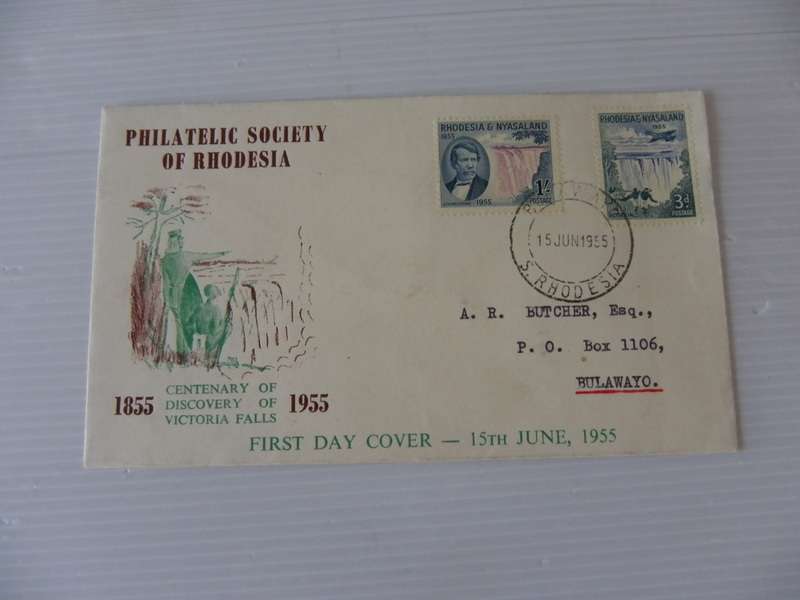 PHILATELIC SOCIETY
OF RHODESIA
RHODESIA & NYASALAND
1855
1955
1/-
POSTAGE
RHODESIA & NYASALAND
1955
3d
POSTAGE
15 JUN 1955
S. RHODESIA
A. R. BUTCHER, Esq.,
P. O. Box 1106,
BULAWAYO.
1855 CENTENARY OF DISCOVERY OF VICTORIA FALLS 1955
FIRST DAY COVER — 15TH JUNE, 1955